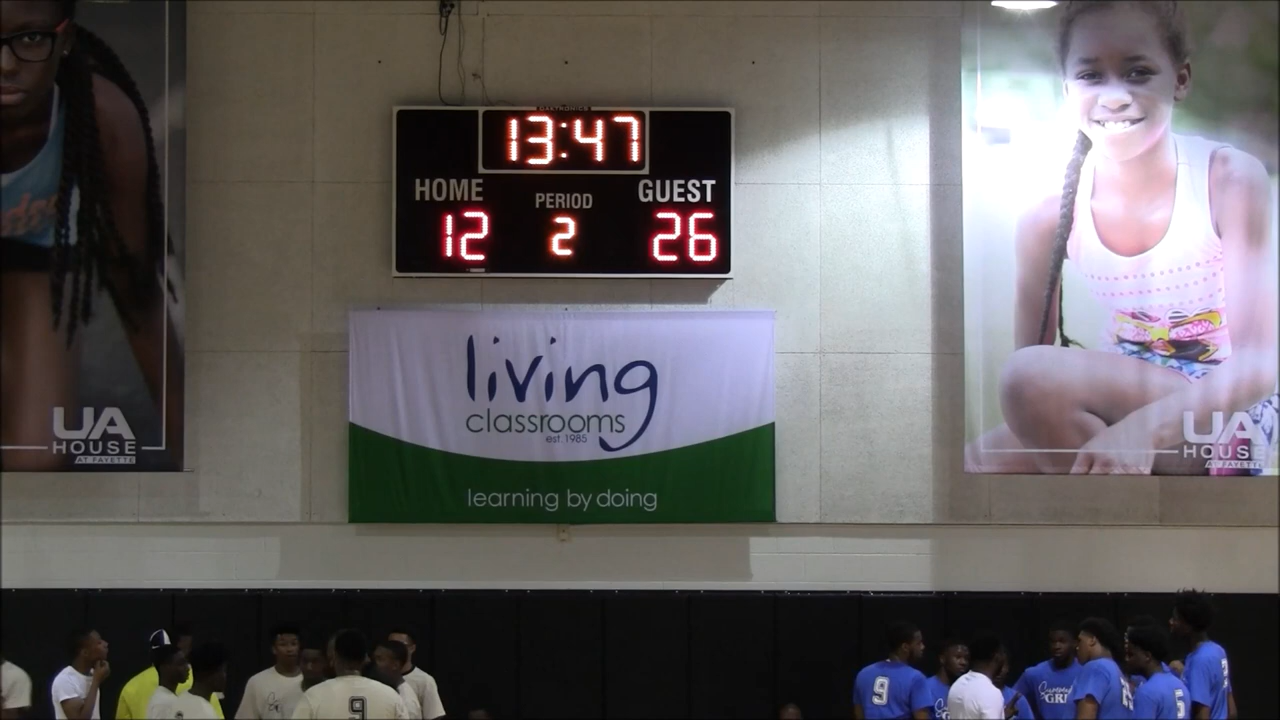 13:47
HOME PERIOD GUEST
12 2 26
living
classrooms
est. 1985
learning by doing
UA
HOUSE
AT FAYETTE
UA
HOUSE
AT FAYETTE
9
9
5